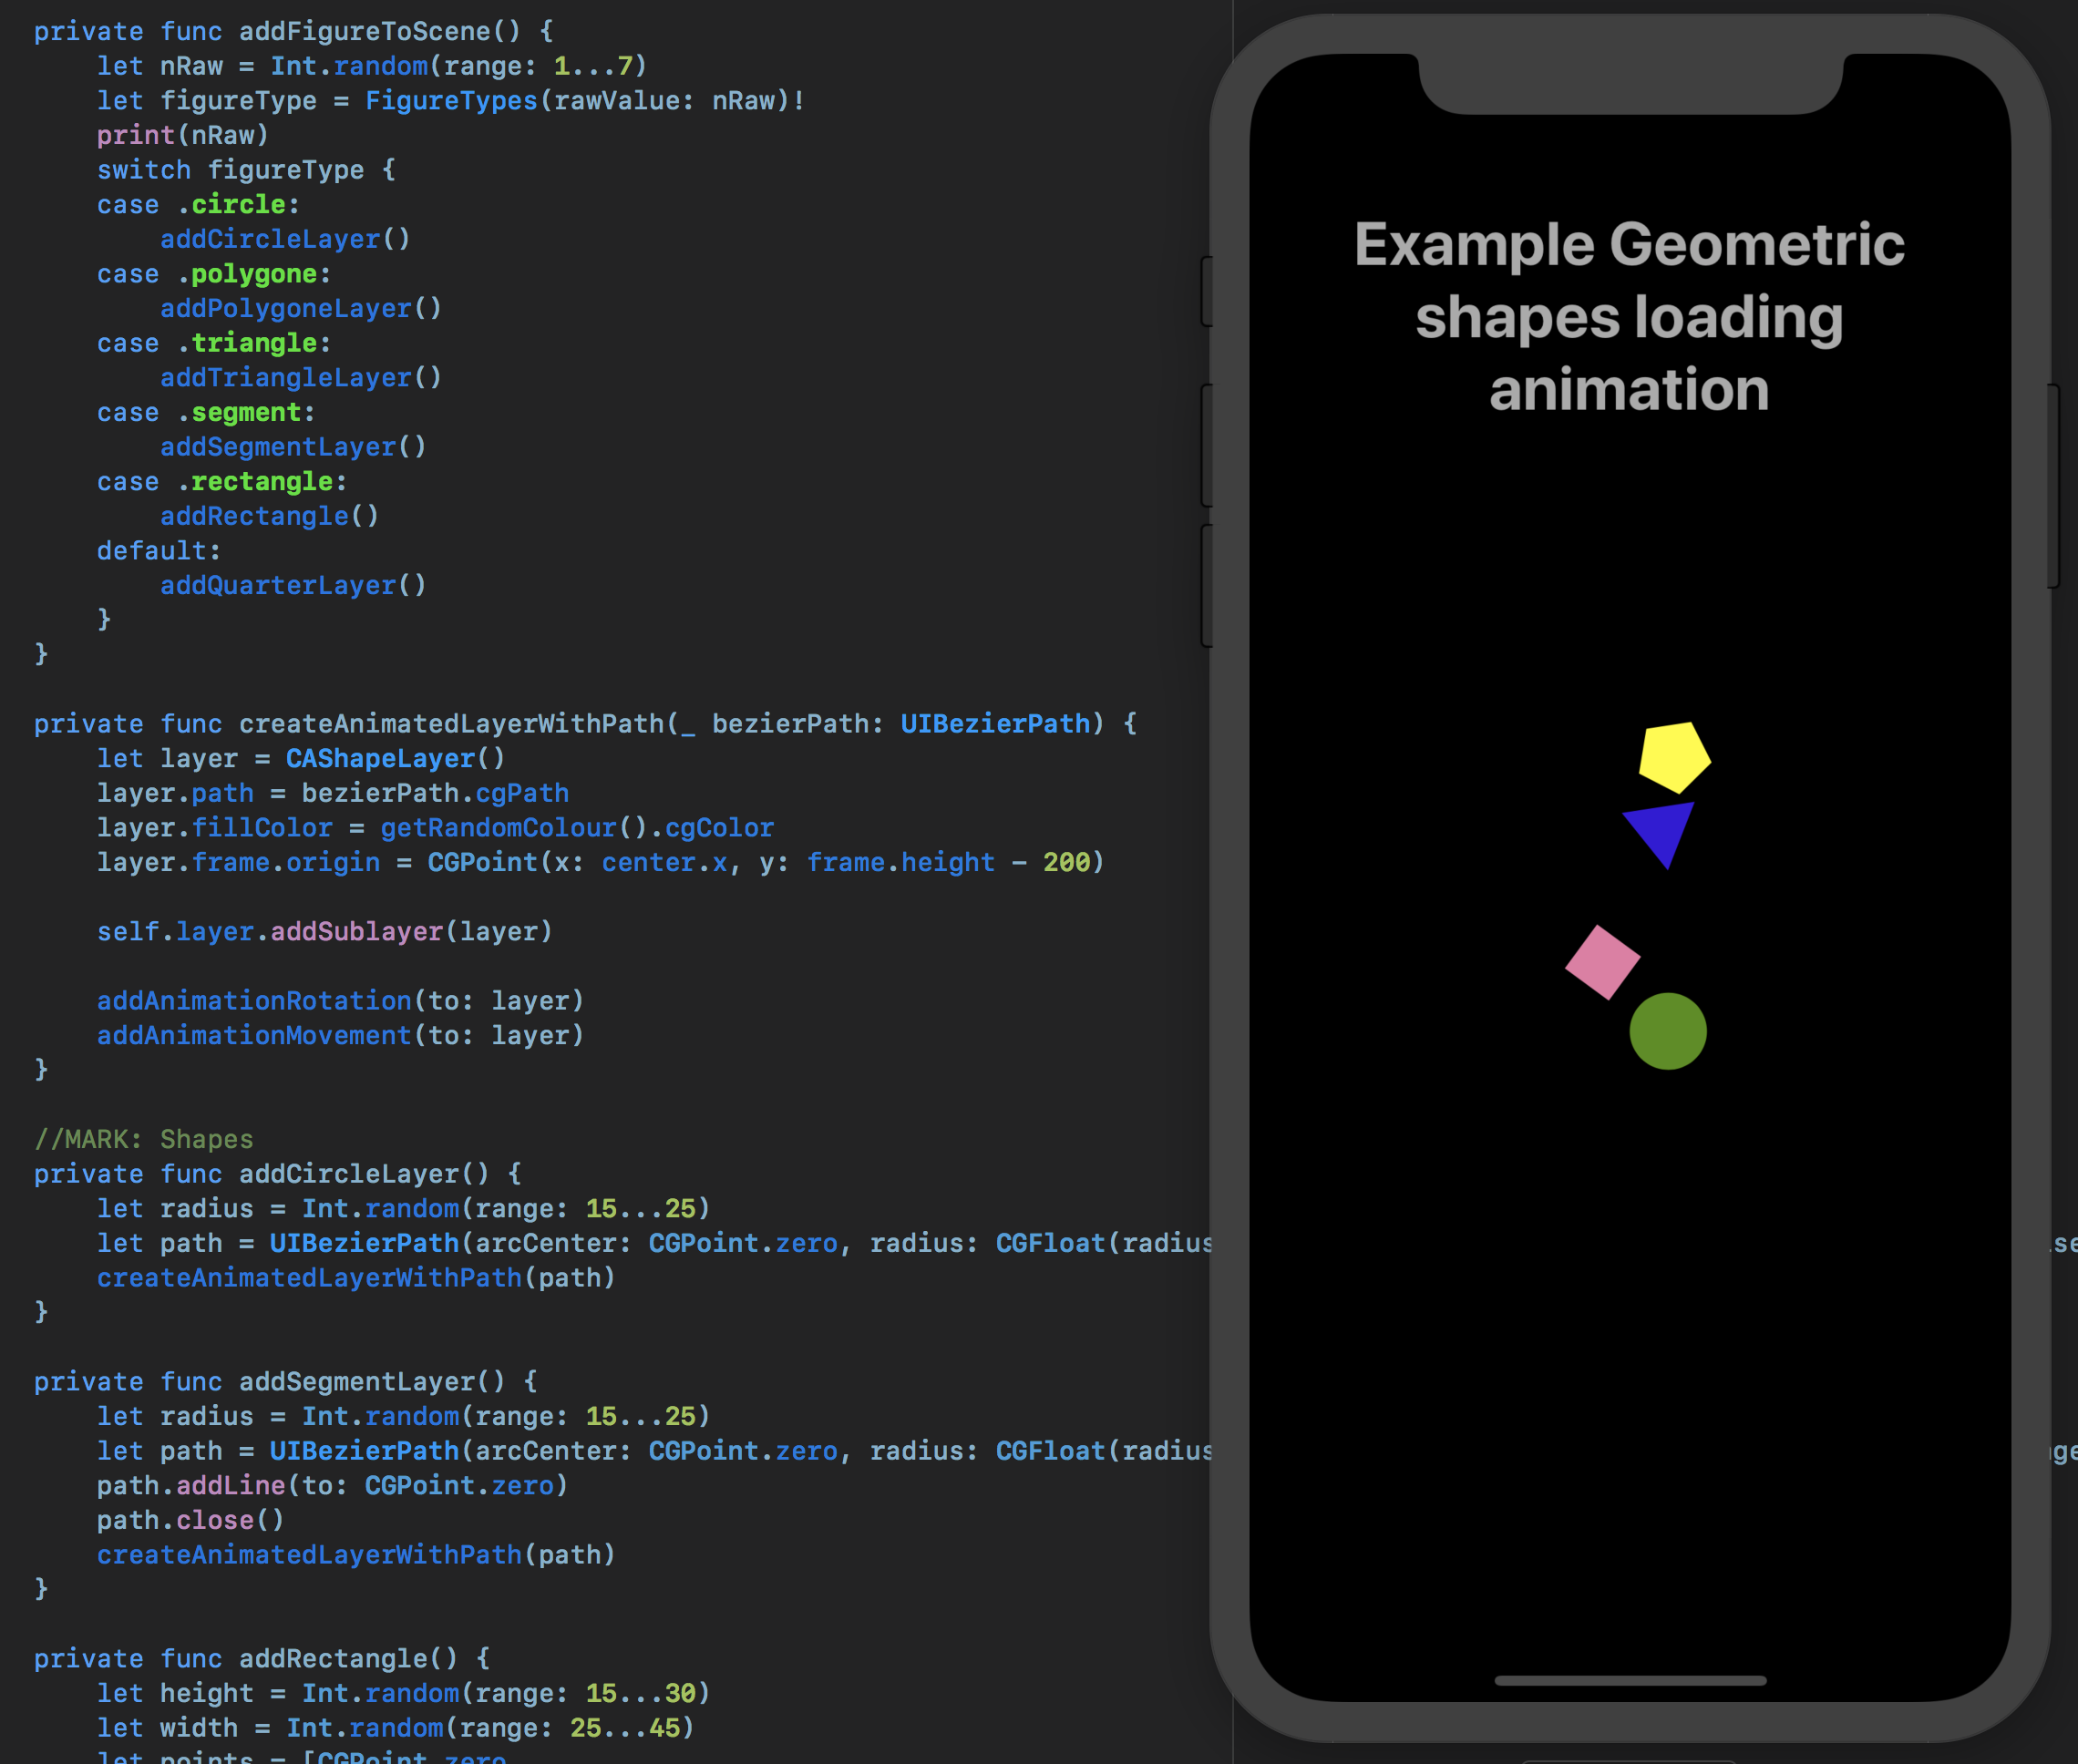 private func addFigureToScene() {
let nRaw = Int.random(range: 1...7)
let figureType = FigureTypes(rawValue: nRaw)!
print(nRaw)
switch figureType {
case .circle:
addCircleLayer()
case .polygone:
addPolygoneLayer()
case .triangle:
addTriangleLayer()
case .segment:
addSegmentLayer()
case .rectangle:
addRectangle()
default:
addQuarterLayer()
}
}
private func createAnimatedLayerWithPath(_ bezierPath: UIBezierPath) {
let layer = CAShapeLayer()
layer.path = bezierPath.cgPath
layer.fillColor = getRandomColour().cgColor
layer.frame.origin = CGPoint(x: center.x, y: frame.height - 200)
self.layer.addSublayer(layer)
addAnimationRotation(to: layer)
addAnimationMovement(to: layer)
}
//MARK: Shapes
private func addCircleLayer() {
let radius = Int.random(range: 15...25)
let path = UIBezierPath(arcCenter: CGPoint.zero, radius: CGFloat(radius
createAnimatedLayerWithPath(path)
}
private func addSegmentLayer() {
let radius = Int.random(range: 15...25)
let path = UIBezierPath(arcCenter: CGPoint.zero, radius: CGFloat(radius
path.addLine(to: CGPoint.zero)
path.close()
createAnimatedLayerWithPath(path)
}
private func addRectangle() {
let height = Int.random(range: 15...30)
let width = Int.random(range: 25...45)
let points = [CGPoint.zero
Example Geometric
shapes loading
animation